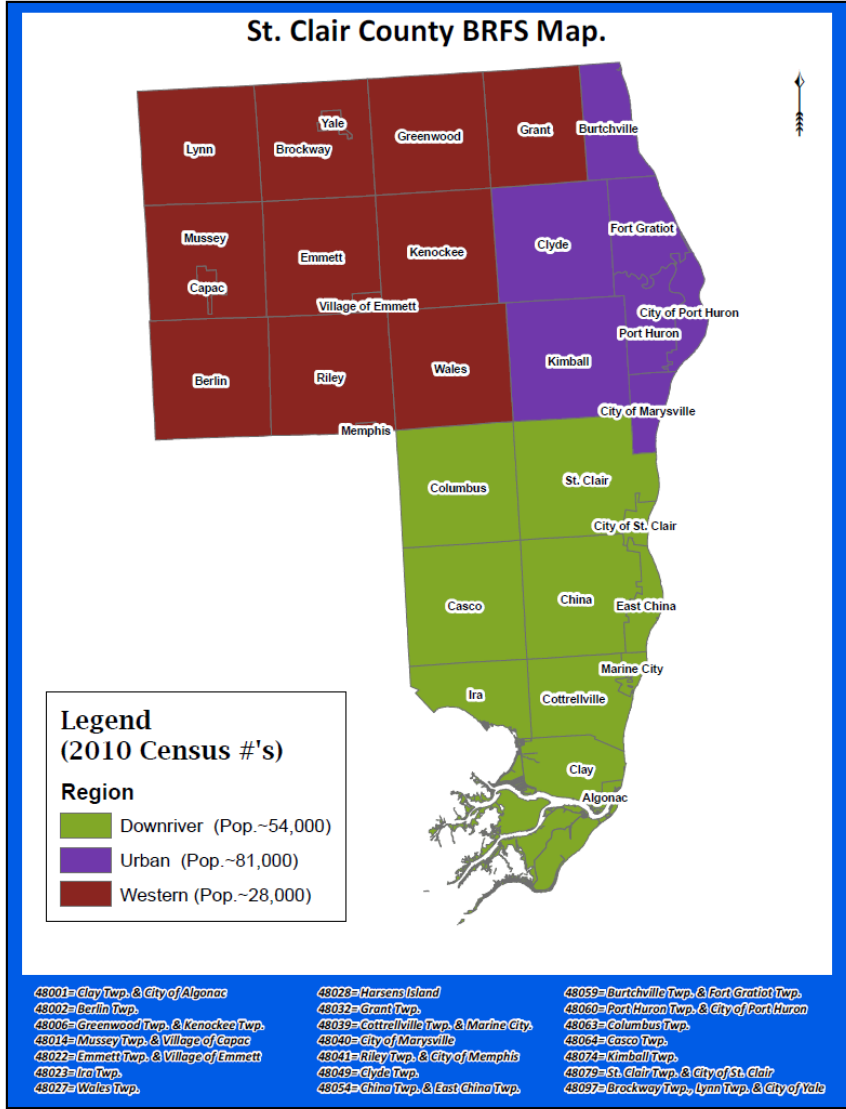 St. Clair County BRFS Map.
Burtchville
Yale
Grant
Greenwood
Brockway
Lynn
Fort Gratiot
Mussey
Clyde
Kenockee
Emmett
Capac
Village of Emmett
City of Port Huron
Port Huron
Kimball
Wales
Riley
Berlin
City of Marysville
Memphis
St. Clair
Columbus
City of St. Clair
China
East China
Casco
Marine City
Ira
Cottrellville
Clay
Algonac
Legend
(2010 Census #'s)
Region
Downriver (Pop.~54,000)
Urban (Pop.~81,000)
Western (Pop.~28,000)
48001= Clay Twp. & City of Algonac
48002= Berlin Twp.
48006= Greenwood Twp. & Kenockee Twp.
48014= Mussey Twp. & Village of Capac
48022= Emmett Twp. & Village of Emmett
48023= Ira Twp.
48027= Wales Twp.
48028= Harsens Island
48032= Grant Twp.
48039= Cottrellville Twp. & Marine City.
48040= City of Marysville
48041= Riley Twp. & City of Memphis
48049= Clyde Twp.
48054= China Twp. & East China Twp.
48059= Burtchville Twp. & Fort Gratiot Twp.
48060= Port Huron Twp. & City of Port Huron
48063= Columbus Twp.
48064= Casco Twp.
48074= Kimball Twp.
48079= St. Clair Twp. & City of St. Clair
48097= Brockway Twp., Lynn Twp. & City of Yale